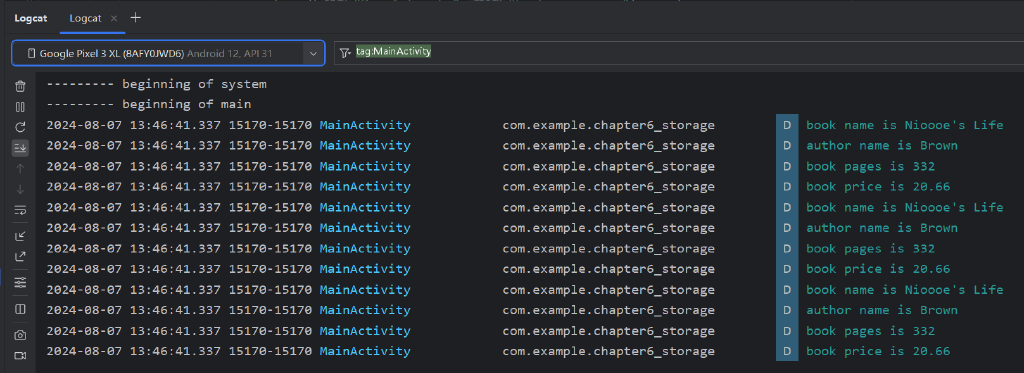 Logcat Logcat × +
Google Pixel 3 XL (8AFY0JWD6) Android 12, API 31 tag:MainActivity
--------- beginning of system
--------- beginning of main
2024-08-07 13:46:41.337 15170-15170 MainActivity com.example.chapter6_storage D book name is Nioooe's Life
2024-08-07 13:46:41.337 15170-15170 MainActivity com.example.chapter6_storage D author name is Brown
2024-08-07 13:46:41.337 15170-15170 MainActivity com.example.chapter6_storage D book pages is 332
2024-08-07 13:46:41.337 15170-15170 MainActivity com.example.chapter6_storage D book price is 20.66
2024-08-07 13:46:41.337 15170-15170 MainActivity com.example.chapter6_storage D book name is Nioooe's Life
2024-08-07 13:46:41.337 15170-15170 MainActivity com.example.chapter6_storage D author name is Brown
2024-08-07 13:46:41.337 15170-15170 MainActivity com.example.chapter6_storage D book pages is 332
2024-08-07 13:46:41.337 15170-15170 MainActivity com.example.chapter6_storage D book price is 20.66
2024-08-07 13:46:41.337 15170-15170 MainActivity com.example.chapter6_storage D book name is Nioooe's Life
2024-08-07 13:46:41.337 15170-15170 MainActivity com.example.chapter6_storage D author name is Brown
2024-08-07 13:46:41.337 15170-15170 MainActivity com.example.chapter6_storage D book pages is 332
2024-08-07 13:46:41.337 15170-15170 MainActivity com.example.chapter6_storage D book price is 20.66